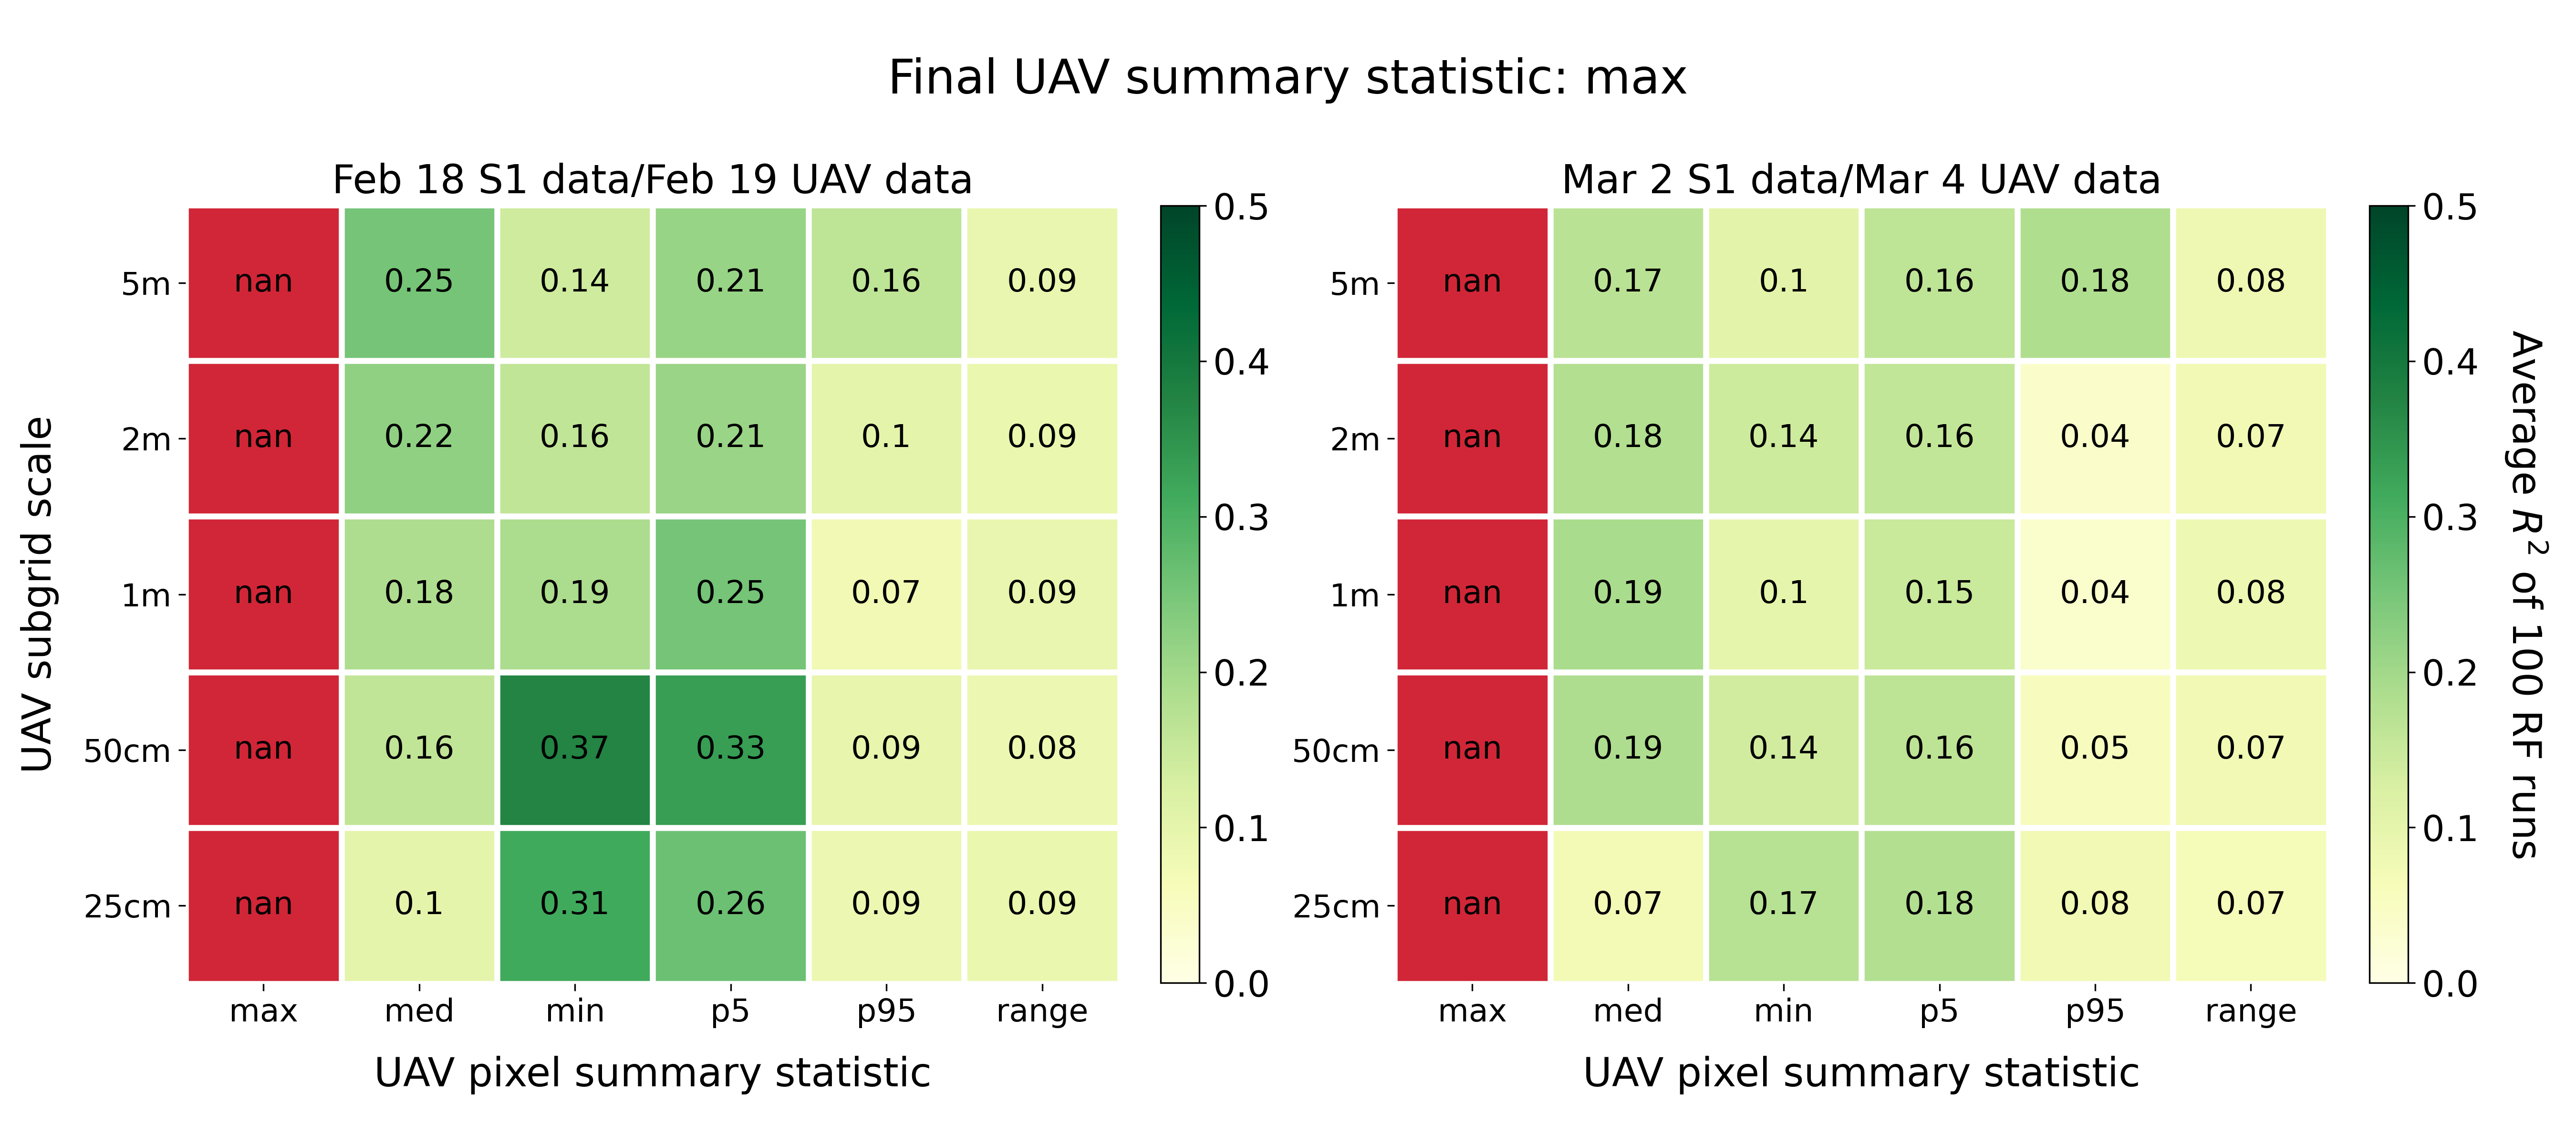 Final UAV summary statistic: max
Feb 18 S1 data/Feb 19 UAV data
UAV subgrid scale
5m nan 0.25 0.14 0.21 0.16 0.09
2m nan 0.22 0.16 0.21 0.1 0.09
1m nan 0.18 0.19 0.25 0.07 0.09
50cm nan 0.16 0.37 0.33 0.09 0.08
25cm nan 0.1 0.31 0.26 0.09 0.09
max med min p5 p95 range
UAV pixel summary statistic
0.5
0.4
0.3
0.2
0.1
0.0
Mar 2 S1 data/Mar 4 UAV data
5m nan 0.17 0.1 0.16 0.18 0.08
2m nan 0.18 0.14 0.16 0.04 0.07
1m nan 0.19 0.1 0.15 0.04 0.08
50cm nan 0.19 0.14 0.16 0.05 0.07
25cm nan 0.07 0.17 0.18 0.08 0.07
max med min p5 p95 range
UAV pixel summary statistic
0.5
0.4
0.3
0.2
0.1
0.0
Average R² of 100 RF runs